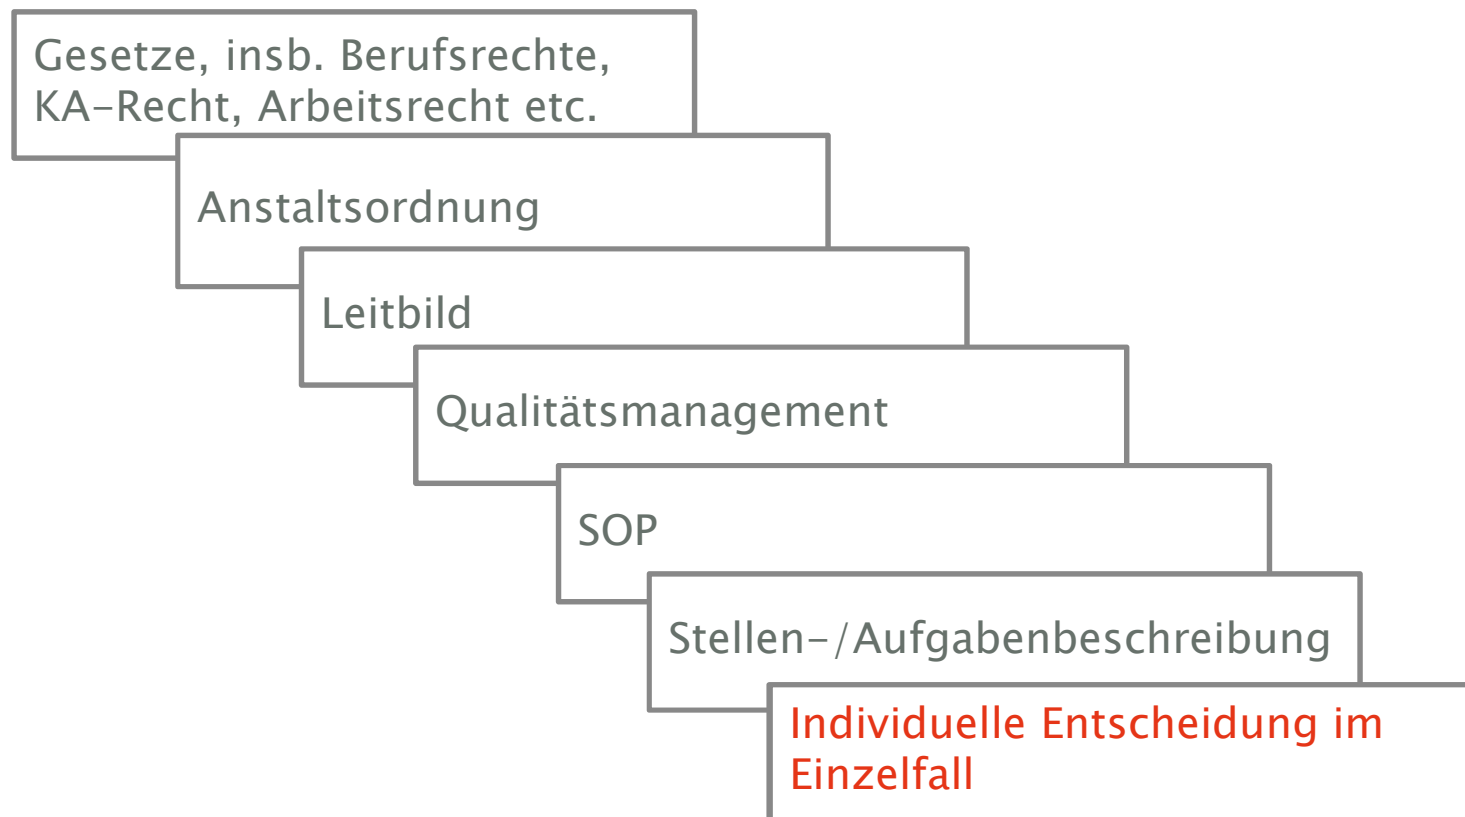 Gesetze, insb. Berufsrechte,
KA-Recht, Arbeitsrecht etc.
Anstaltsordnung
Leitbild
Qualitätsmanagement
SOP
Stellen-/Aufgabenbeschreibung
Individuelle Entscheidung im
Einzelfall